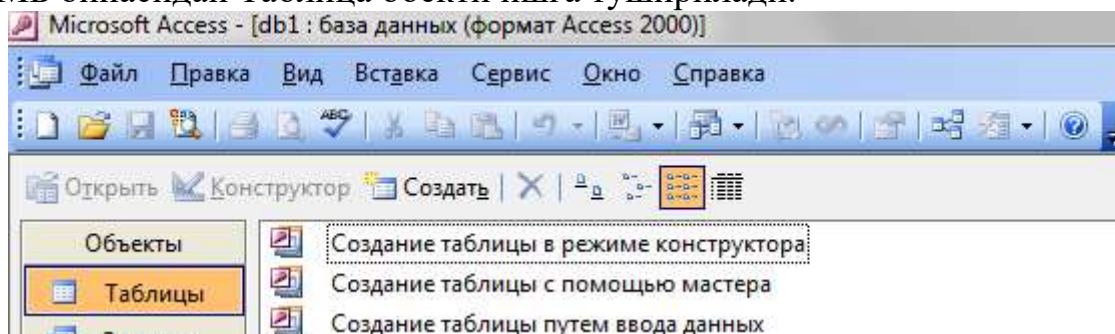 Microsoft Access - [db1 : база данных (формат Access 2000)]
Файл Правка Вид Вставка Сервис Окно Справка
Открыть Конструктор Создать
Объекты
Создание таблицы в режиме конструктора
Таблицы
Создание таблицы с помощью мастера
Создание таблицы путем ввода данных